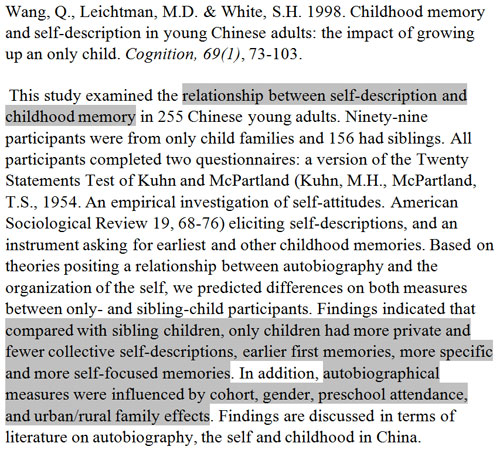 Wang, Q., Leichtman, M.D. & White, S.H. 1998. Childhood memory
and self-description in young Chinese adults: the impact of growing
up an only child. Cognition, 69(1), 73-103.
This study examined the relationship between self-description and
childhood memory in 255 Chinese young adults. Ninety-nine
participants were from only child families and 156 had siblings. All
participants completed two questionnaires: a version of the Twenty
Statements Test of Kuhn and McPartland (Kuhn, M.H., McPartland,
T.S., 1954. An empirical investigation of self-attitudes. American
Sociological Review 19, 68-76) eliciting self-descriptions, and an
instrument asking for earliest and other childhood memories. Based on
theories positing a relationship between autobiography and the
organization of the self, we predicted differences on both measures
between only- and sibling-child participants. Findings indicated that
compared with sibling children, only children had more private and
fewer collective self-descriptions, earlier first memories, more specific
and more self-focused memories. In addition, autobiographical
measures were influenced by cohort, gender, preschool attendance,
and urban/rural family effects. Findings are discussed in terms of
literature on autobiography, the self and childhood in China.